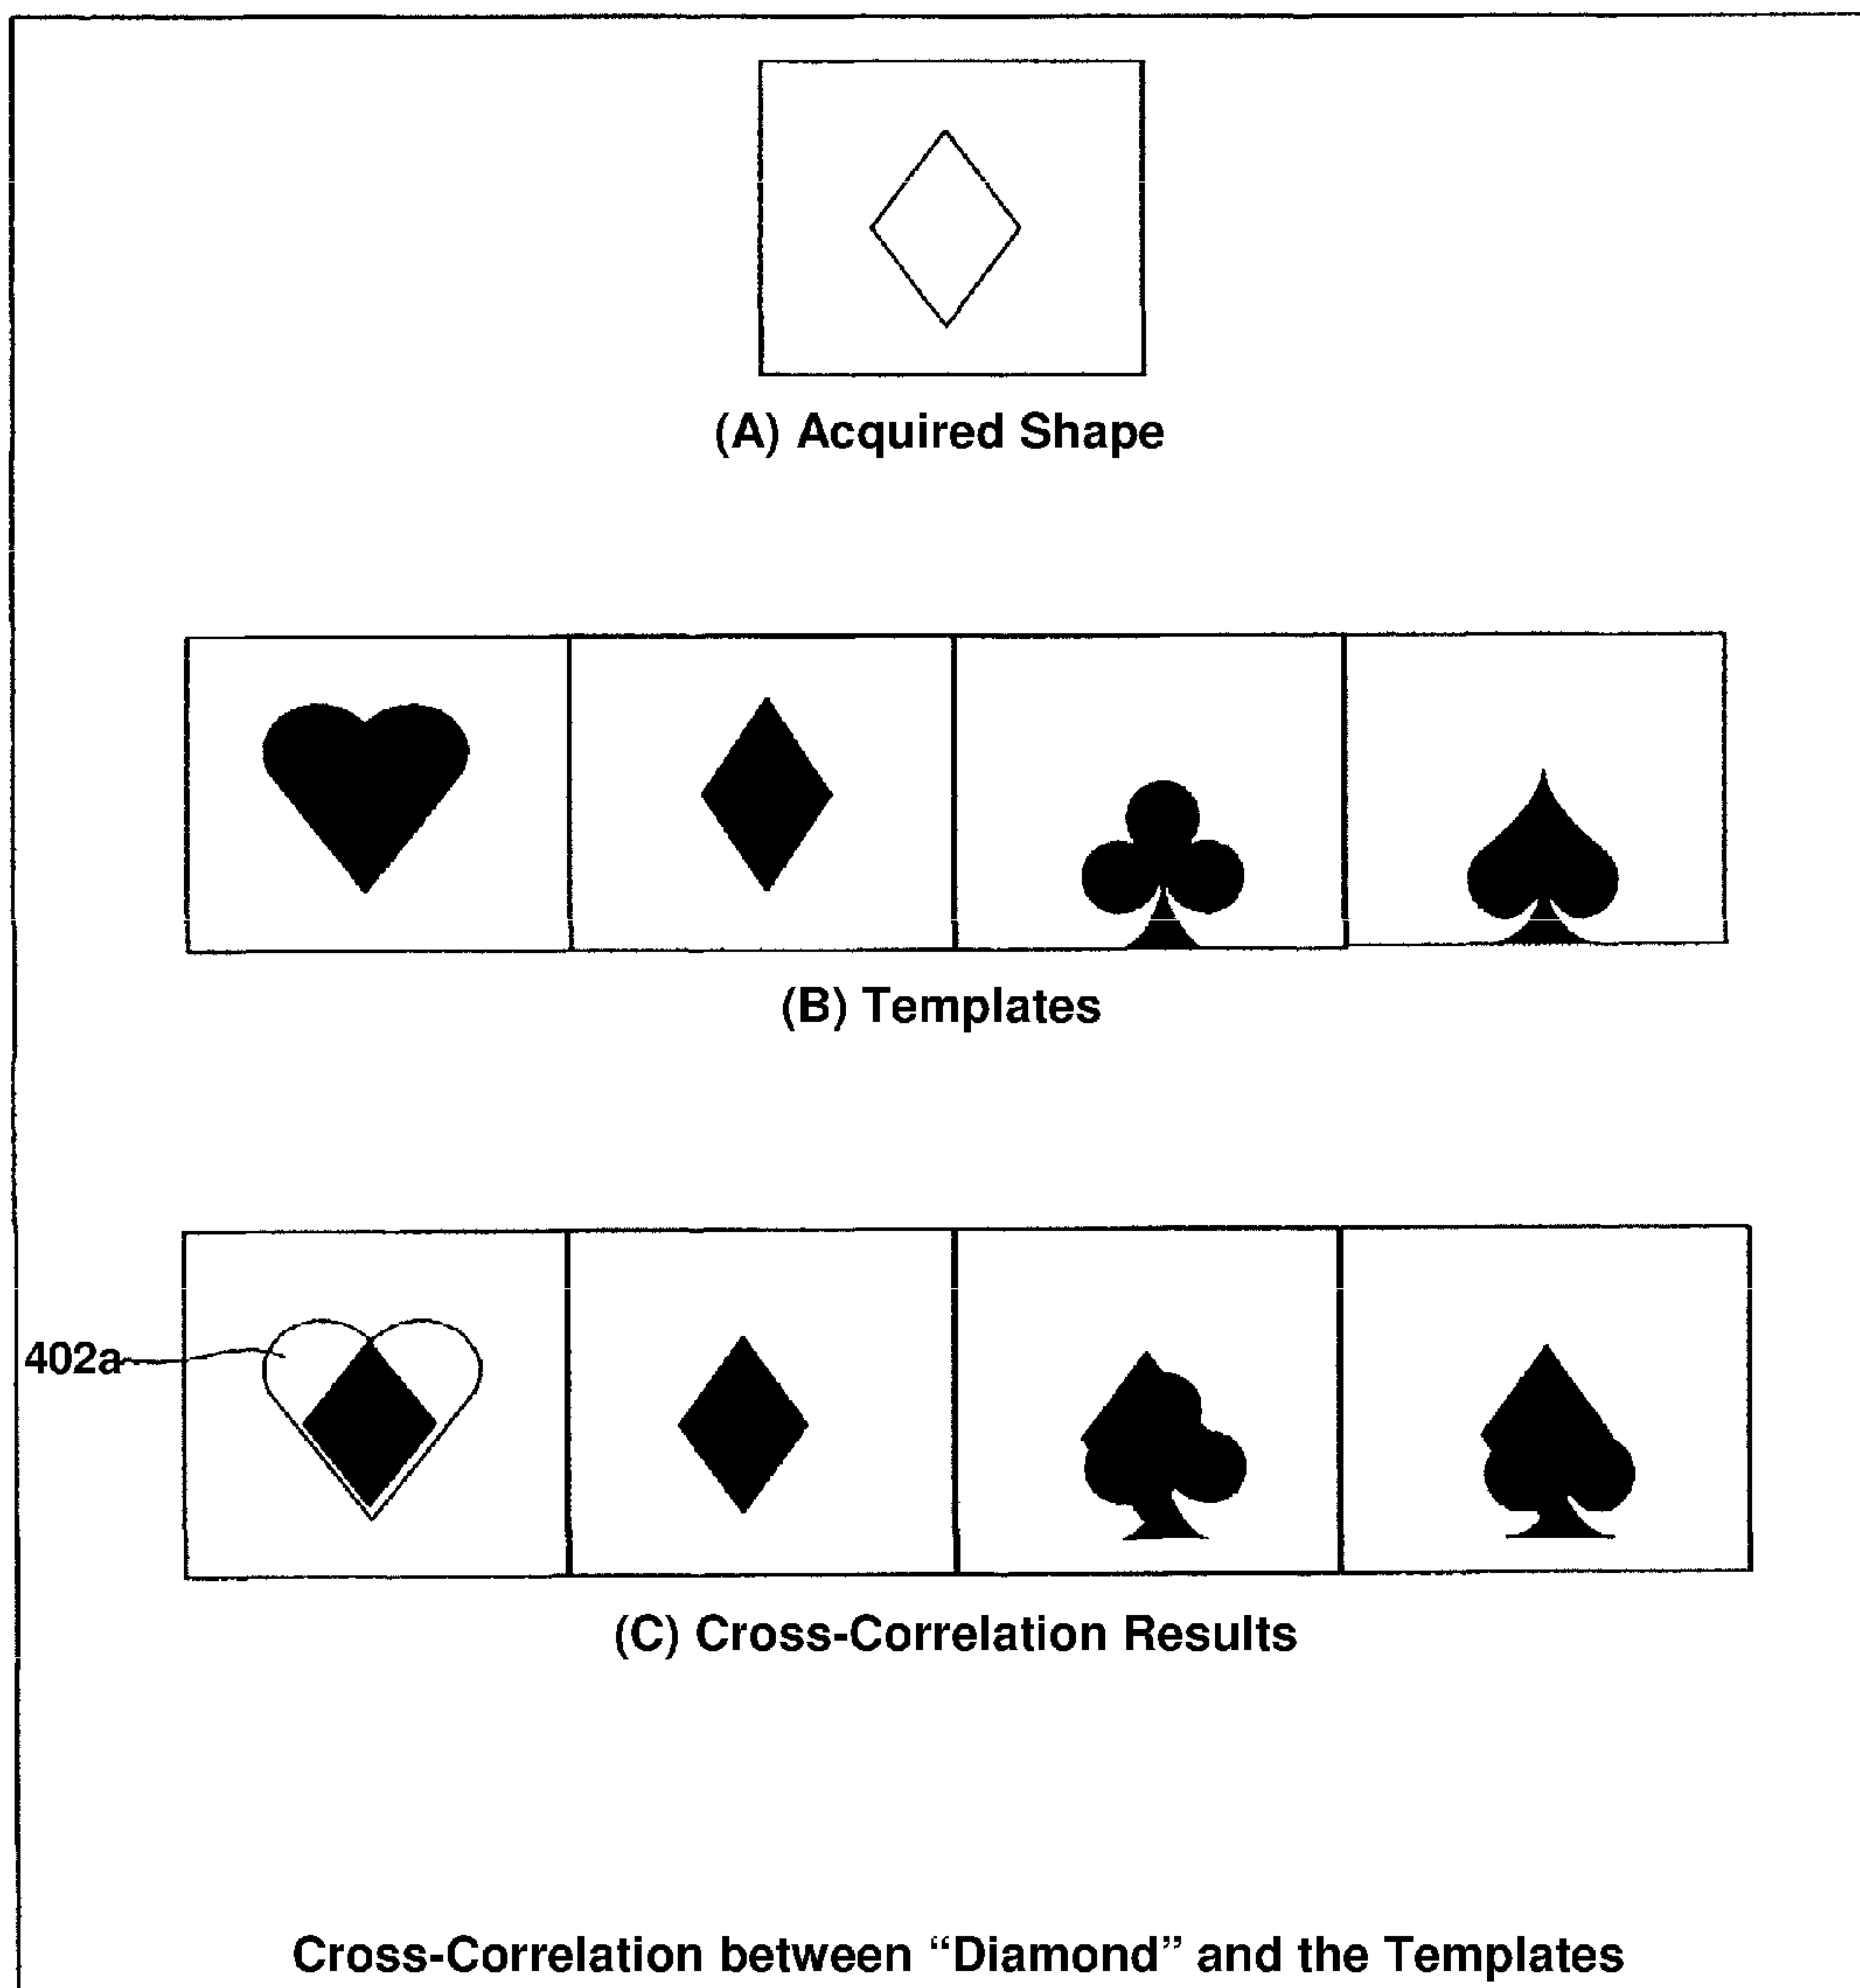 (A) Acquired Shape
(B) Templates
402a
(C) Cross-Correlation Results
Cross-Correlation between “Diamond” and the Templates